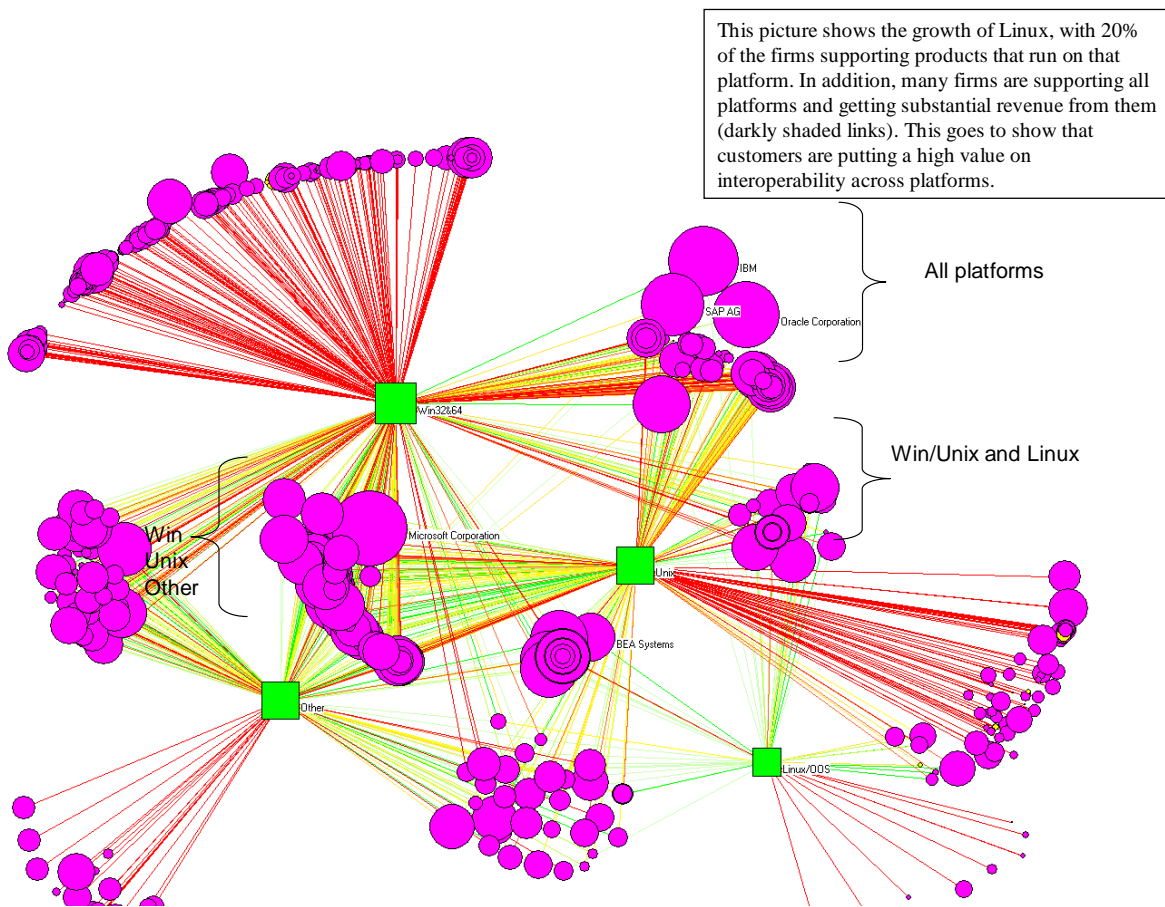 This picture shows the growth of Linux, with 20%
of the firms supporting products that run on that
platform. In addition, many firms are supporting all
platforms and getting substantial revenue from them
(darkly shaded links). This goes to show that
customers are putting a high value on
interoperability across platforms.
IBM
All platforms
SAP AG
Oracle Corporation
Win32&64
Win/Unix and Linux
Microsoft Corporation
Win
Unix
Other
Unix
BEA Systems
Other
Linux/OOS